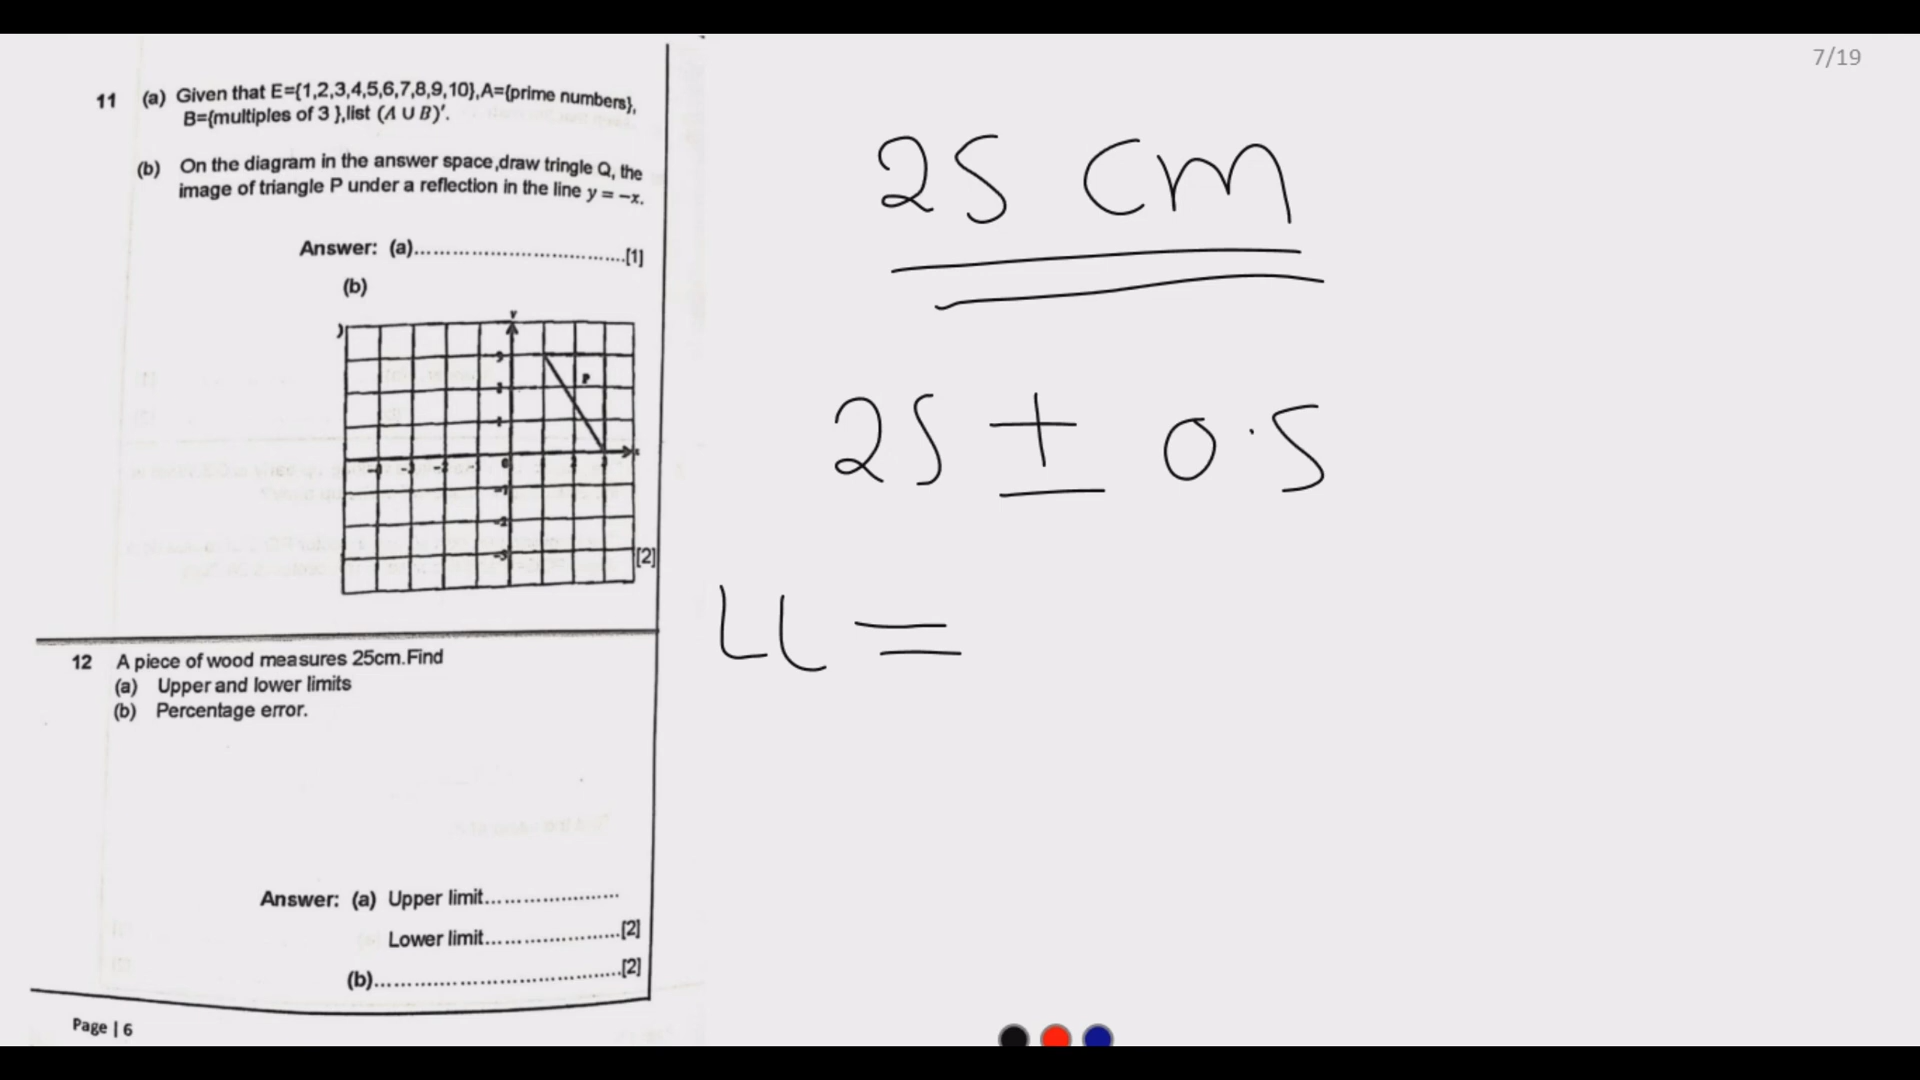 7/19
11 (a) Given that E={1,2,3,4,5,6,7,8,9,10},A={prime numbers},
B={multiples of 3 },list (A ∪ B)′.
(b) On the diagram in the answer space,draw tringle Q, the
image of triangle P under a reflection in the line y = −x.
Answer: (a)....................................[1]
(b)
P
[2]
12 A piece of wood measures 25cm.Find
(a) Upper and lower limits
(b) Percentage error.
Answer: (a) Upper limit......................
Lower limit......................[2]
(b)........................................[2]
Page | 6
25 cm
25 ± 0.5
LL =